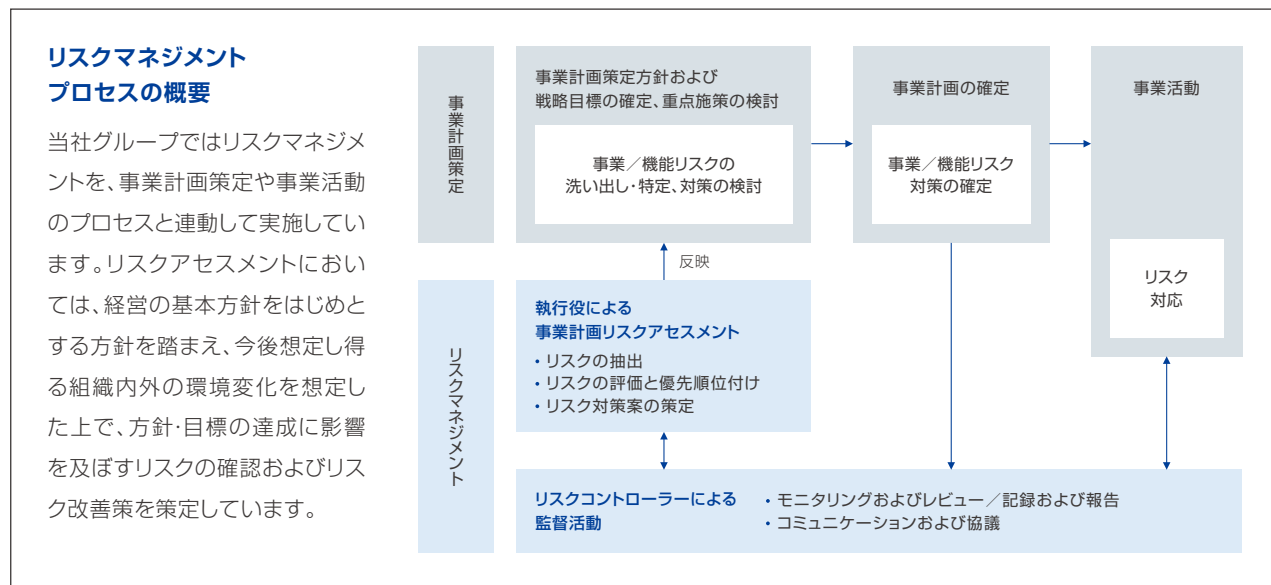 リスクマネジメント
プロセスの概要
当社グループではリスクマネジメ
ントを、事業計画策定や事業活動
のプロセスと連動して実施してい
ます。リスクアセスメントにおい
ては、経営の基本方針をはじめと
する方針を踏まえ、今後想定し得
る組織内外の環境変化を想定し
た上で、方針・目標の達成に影響
を及ぼすリスクの確認およびリス
ク改善策を策定しています。
事業計画策定
事業計画策定方針および
戦略目標の確定、重点施策の検討
事業／機能リスクの
洗い出し・特定、対策の検討
事業計画の確定
事業／機能リスク
対策の確定
事業活動
リスク
対応
反映
リスクマネジメント
執行役による
事業計画リスクアセスメント
・リスクの抽出
・リスクの評価と優先順位付け
・リスク対策案の策定
リスクコントローラーによる
監督活動
・モニタリングおよびレビュー／記録および報告
・コミュニケーションおよび協議